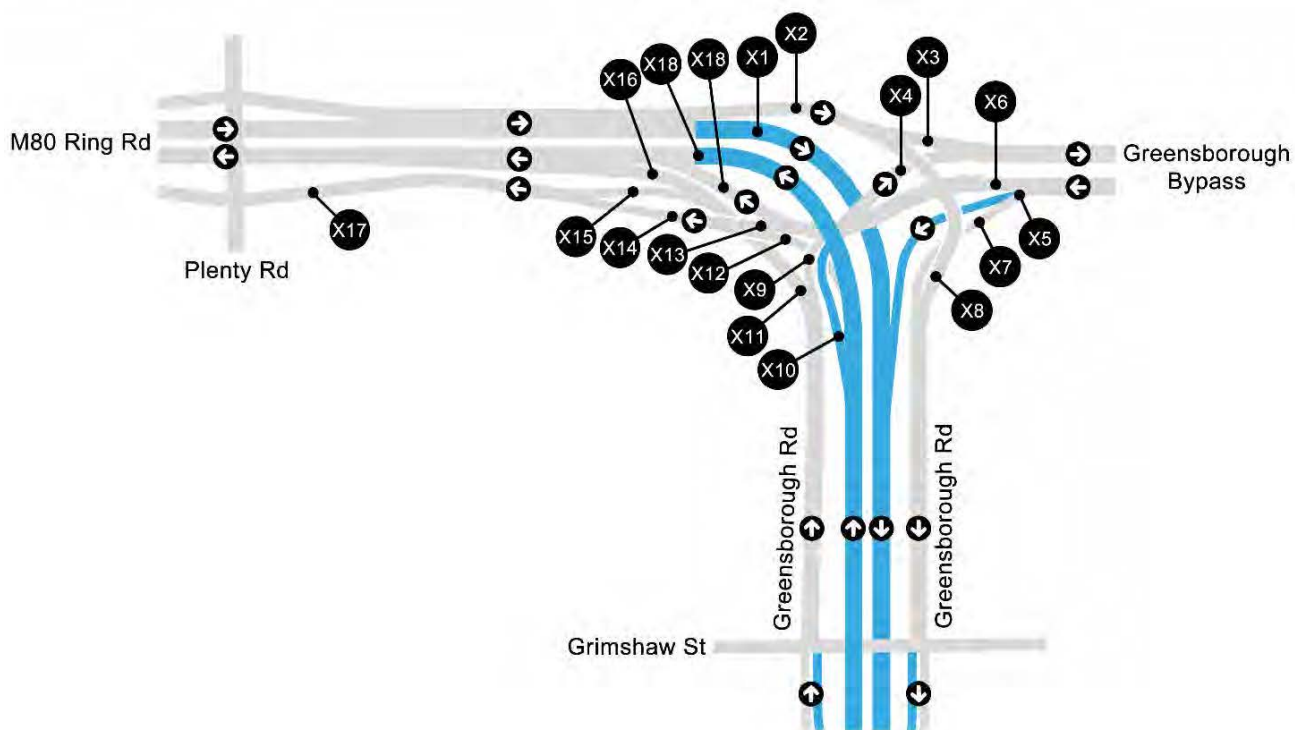 X2
X1
X18
X18
X16
X3
X4
X6
M80 Ring Rd
Greensborough
Bypass
X17
X15
X14
X13
X12
X9
X11
X10
X5
X7
X8
Plenty Rd
Greensborough Rd
Greensborough Rd
Grimshaw St